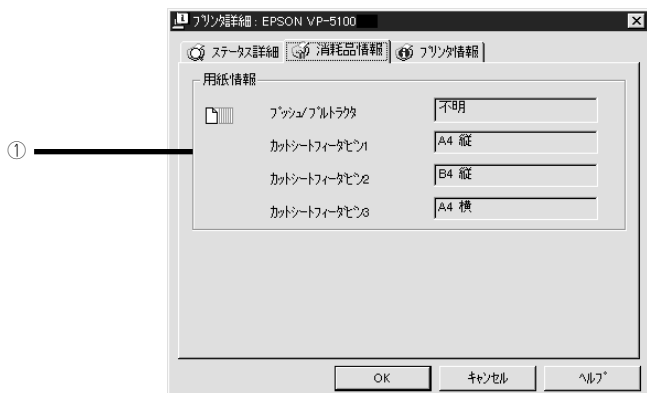 プリンタ詳細 : EPSON VP-5100
ステータス詳細 消耗品情報 プリンタ情報
用紙情報
プッシュ/プルトラクタ 不明
① カットシートフィーダビン1 A4 縦
カットシートフィーダビン2 B4 縦
カットシートフィーダビン3 A4 横
OK キャンセル ヘルプ